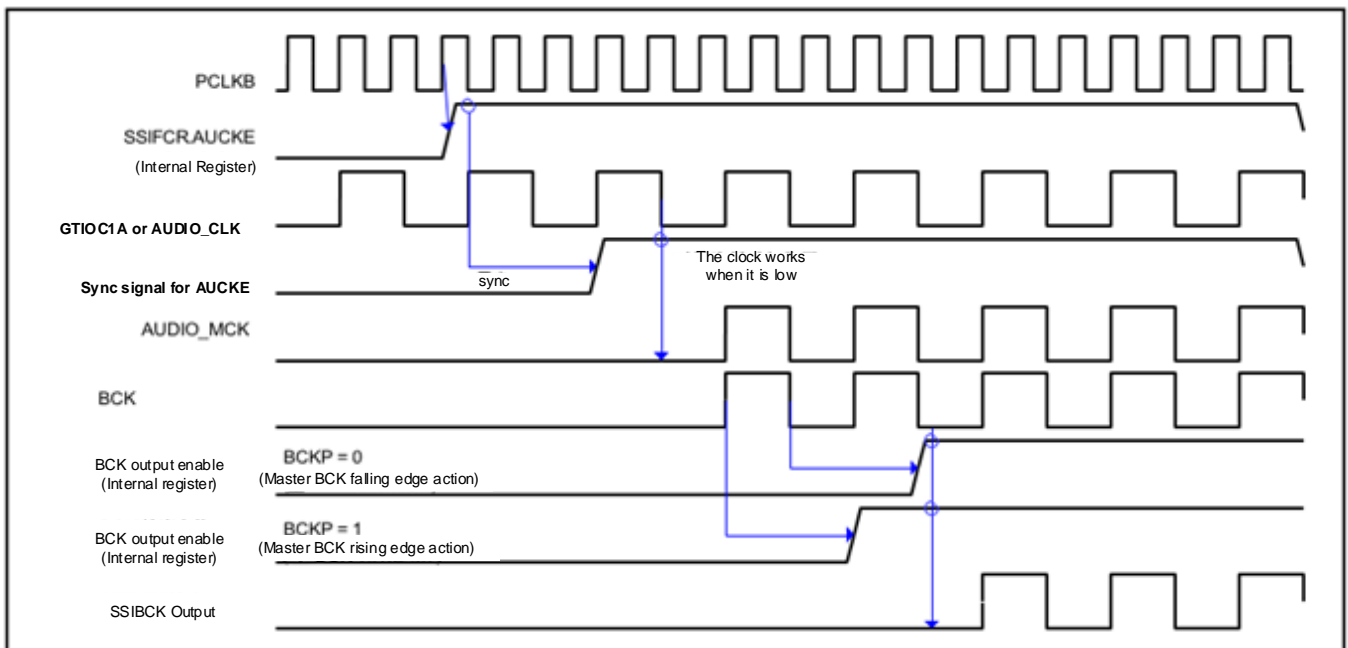 PCLKB
SSIFCR.AUCKE
(Internal Register)
GTIOC1A or AUDIO_CLK
Sync signal for AUCKE
sync
The clock works
when it is low
AUDIO_MCK
BCK
BCK output enable
(Internal register)
BCKP = 0
(Master BCK falling edge action)
BCK output enable
(Internal register)
BCKP = 1
(Master BCK rising edge action)
SSIBCK Output